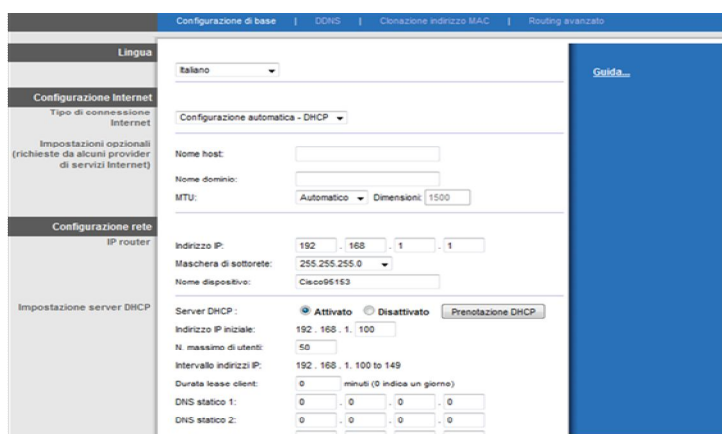 Configurazione di base | DDNS | Clonazione indirizzo MAC | Routing avanzato
Lingua
Italiano
Guida...
Configurazione Internet
Tipo di connessione Internet
Configurazione automatica - DHCP
Impostazioni opzionali (richieste da alcuni provider di servizi Internet)
Nome host:
Nome dominio:
MTU: Automatico Dimensioni: 1500
Configurazione rete
IP router
Indirizzo IP: 192 . 168 . 1 . 1
Maschera di sottorete: 255.255.255.0
Nome dispositivo: Cisco95153
Impostazione server DHCP
Server DHCP : Attivato Disattivato Prenotazione DHCP
Indirizzo IP iniziale: 192 . 168 . 1. 100
N. massimo di utenti: 50
Intervallo indirizzi IP: 192 . 168 . 1. 100 to 149
Durata lease client: 0 minuti (0 indica un giorno)
DNS statico 1: 0 . 0 . 0 . 0
DNS statico 2: 0 . 0 . 0 . 0